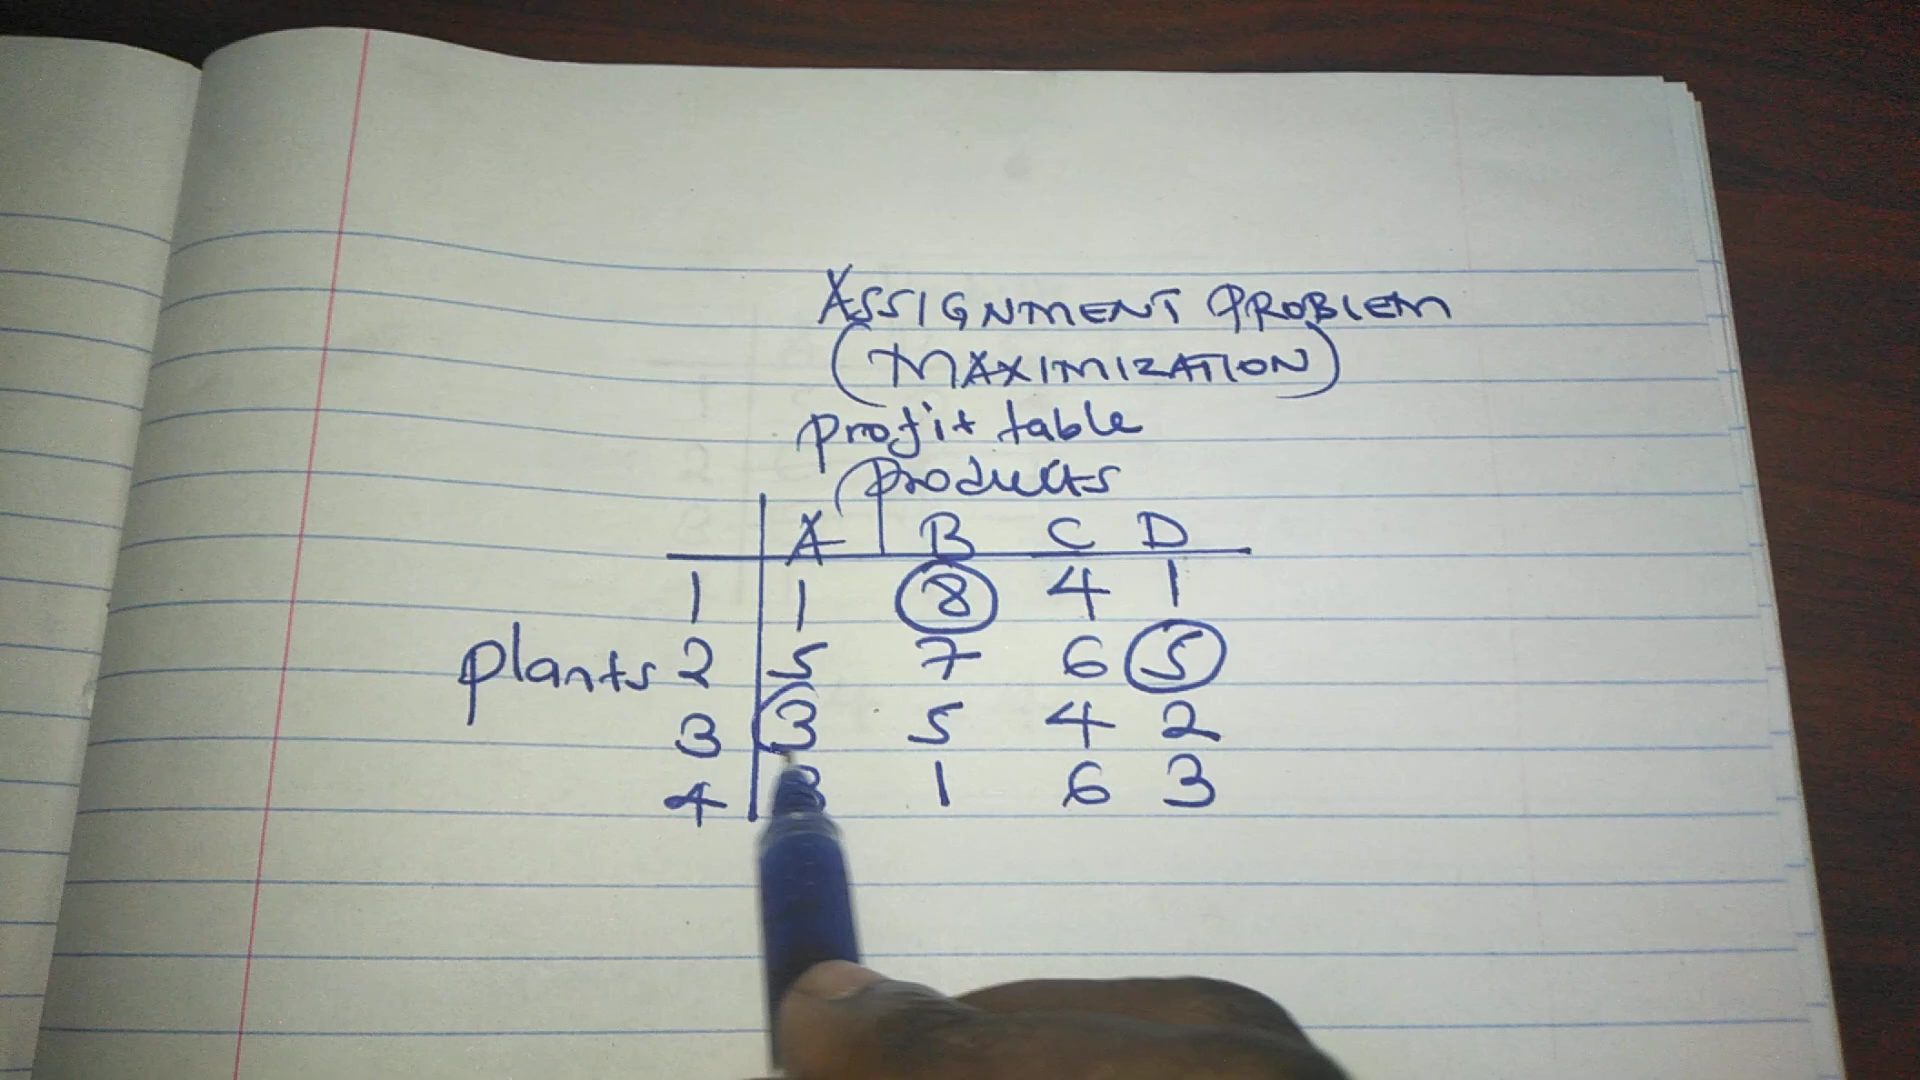 ASSIGNMENT PROBLEM
(MAXIMIZATION)
profit table
products
A B C D
1 1 8 4 1
plants 2 5 7 6 5
3 3 5 4 2
4 1 6 3